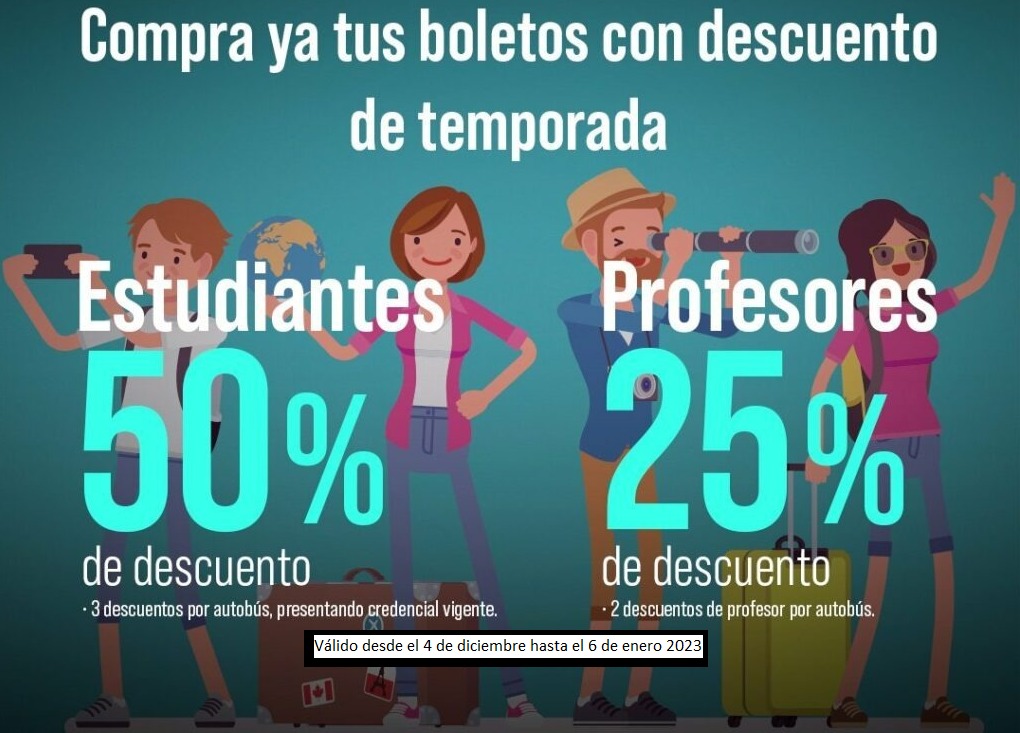 Compra ya tus boletos con descuento
de temporada
Estudiantes
50%
de descuento
· 3 descuentos por autobús, presentando credencial vigente.
Profesores
25%
de descuento
· 2 descuentos de profesor por autobús.
Válido desde el 4 de diciembre hasta el 6 de enero 2023